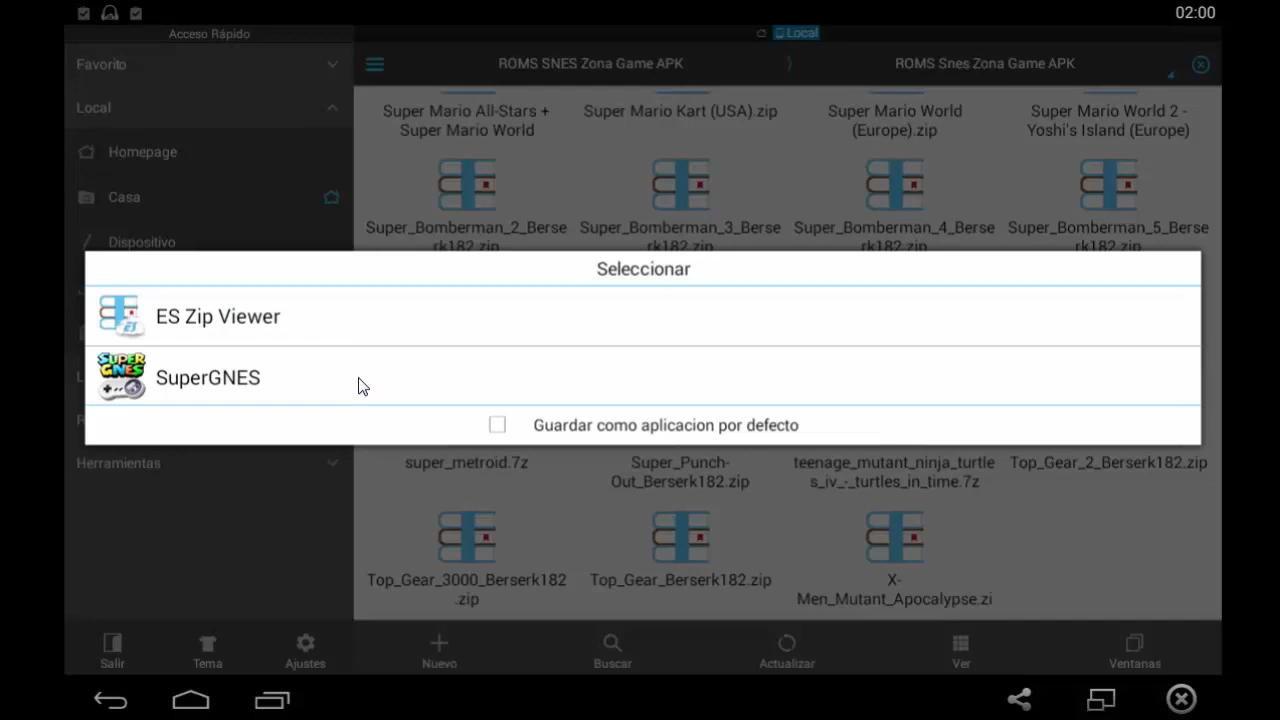 02:00
Acceso Rápido
Local
Favorito
ROMS SNES Zona Game APK
ROMS Snes Zona Game APK
Local
Homepage
Casa
Dispositivo
Super Mario All-Stars +
Super Mario World
Super Mario Kart (USA).zip
Super Mario World
(Europe).zip
Super Mario World 2 -
Yoshi's Island (Europe)
Super_Bomberman_2_Berse
rk182.zip
Super_Bomberman_3_Berse
rk182.zip
Super_Bomberman_4_Berse
rk182.zip
Super_Bomberman_5_Berse
rk182.zip
Seleccionar
ES
ES Zip Viewer
SUPER
GNES
SuperGNES
Guardar como aplicacion por defecto
L
R
Herramientas
super_metroid.7z
Super_Punch-
Out_Berserk182.zip
teenage_mutant_ninja_turtle
s_iv_-_turtles_in_time.7z
Top_Gear_2_Berserk182.zip
Top_Gear_3000_Berserk182
.zip
Top_Gear_Berserk182.zip
X-
Men_Mutant_Apocalypse.zi
Salir
Tema
Ajustes
Nuevo
Buscar
Actualizar
Ver
Ventanas